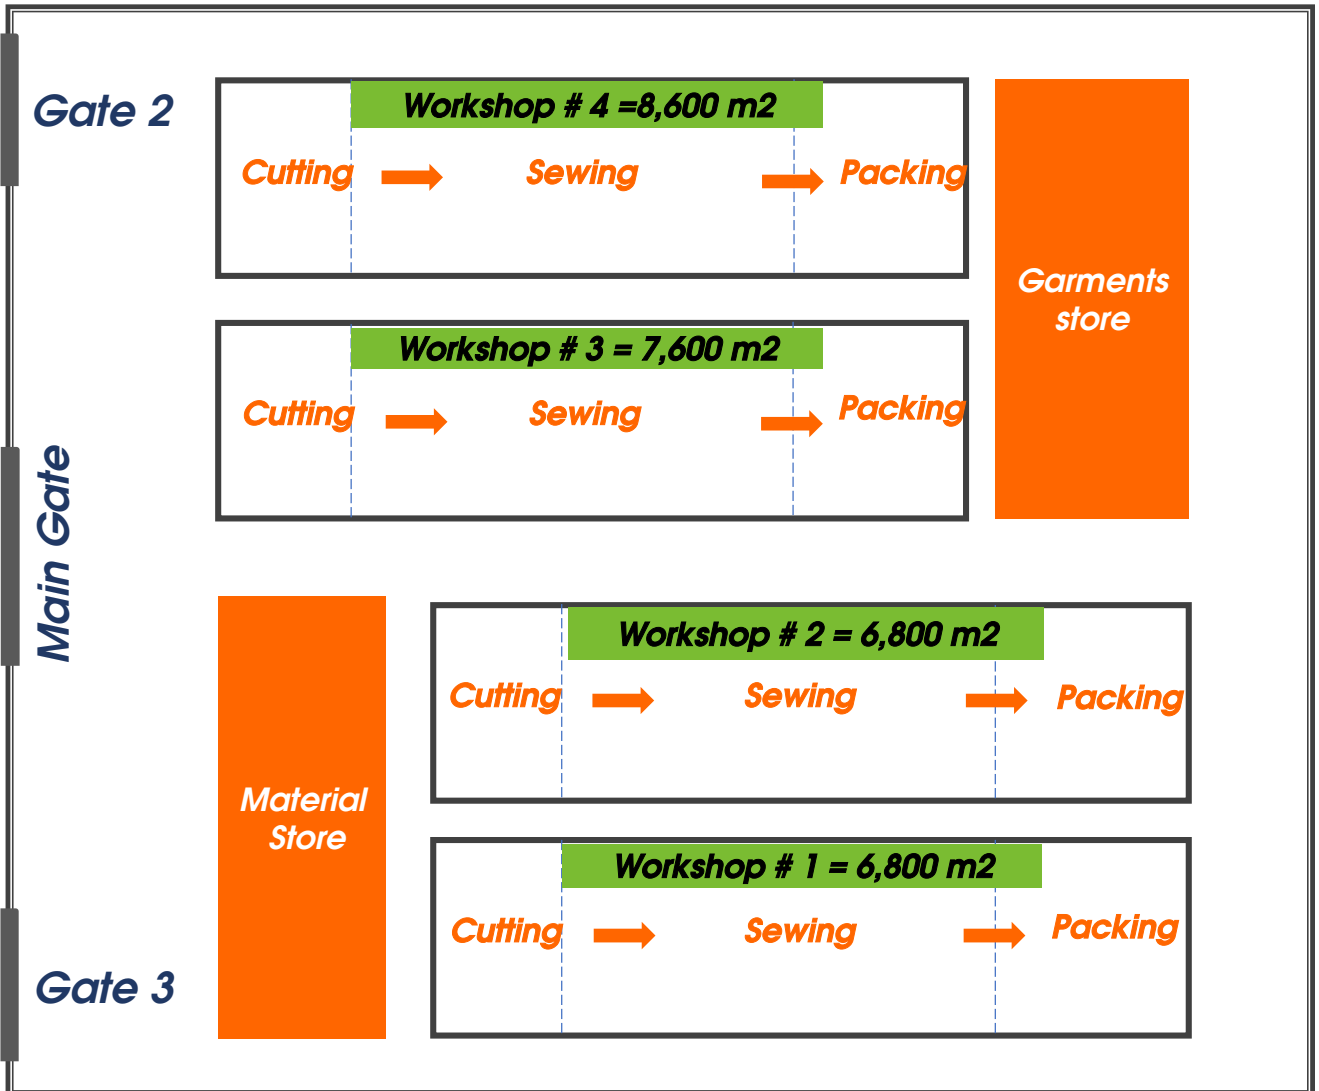 Gate 2
Workshop # 4 =8,600 m2
Cutting
Sewing
Packing
Garments
store
Workshop # 3 = 7,600 m2
Cutting
Sewing
Packing
Main Gate
Workshop # 2 = 6,800 m2
Cutting
Sewing
Packing
Material
Store
Workshop # 1 = 6,800 m2
Cutting
Sewing
Packing
Gate 3